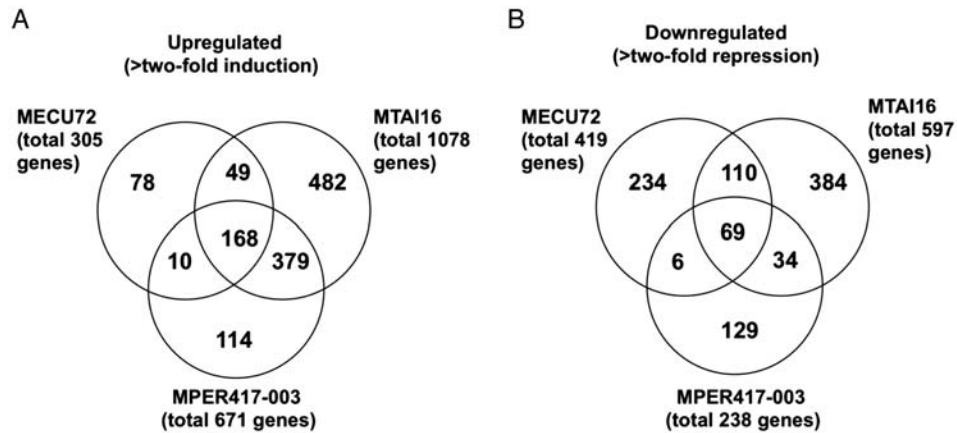 A
Upregulated
(>two-fold induction)
MECU72
(total 305
genes)
MTAI16
(total 1078
genes)
78
49
482
168
10
379
114
MPER417-003
(total 671 genes)
B
Downregulated
(>two-fold repression)
MECU72
(total 419
genes)
MTAI16
(total 597
genes)
234
110
384
69
6
34
129
MPER417-003
(total 238 genes)